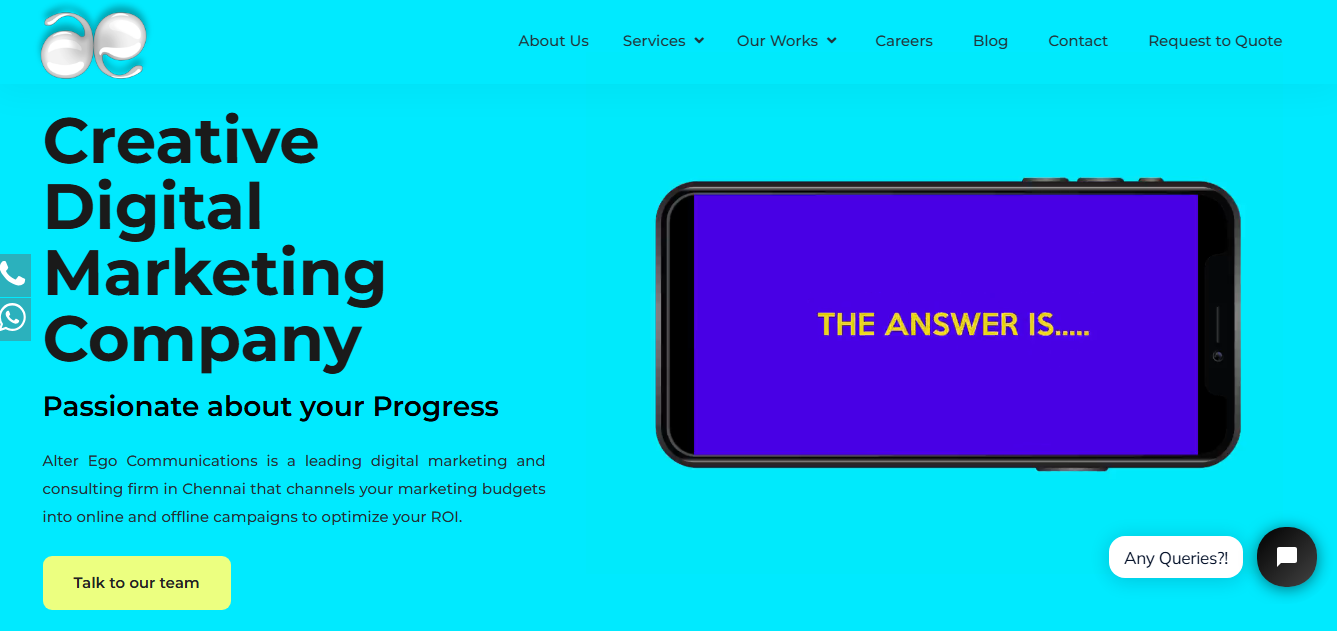 ae
About Us Services Our Works Careers Blog Contact Request to Quote
Creative
Digital
Marketing
Company
Passionate about your Progress
Alter Ego Communications is a leading digital marketing and
consulting firm in Chennai that channels your marketing budgets
into online and offline campaigns to optimize your ROI.
Talk to our team
THE ANSWER IS.....
Any Queries?!